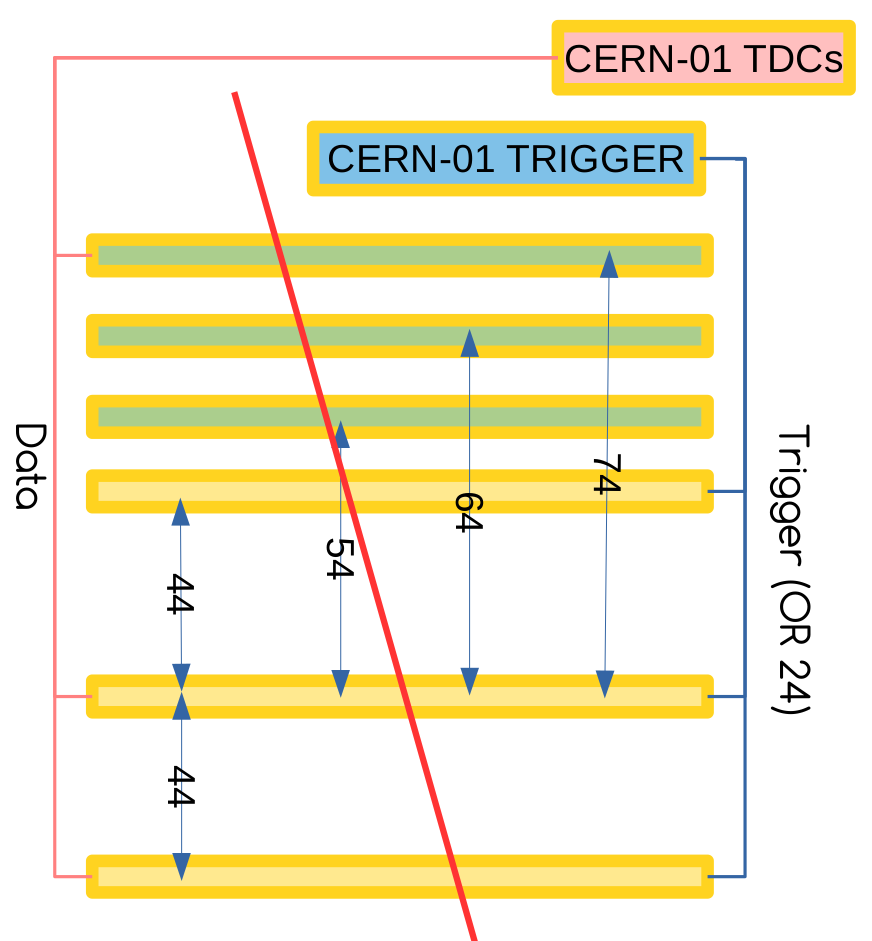 CERN-01 TDCs
CERN-01 TRIGGER
Data
Trigger (OR 24)
74
64
54
44
44